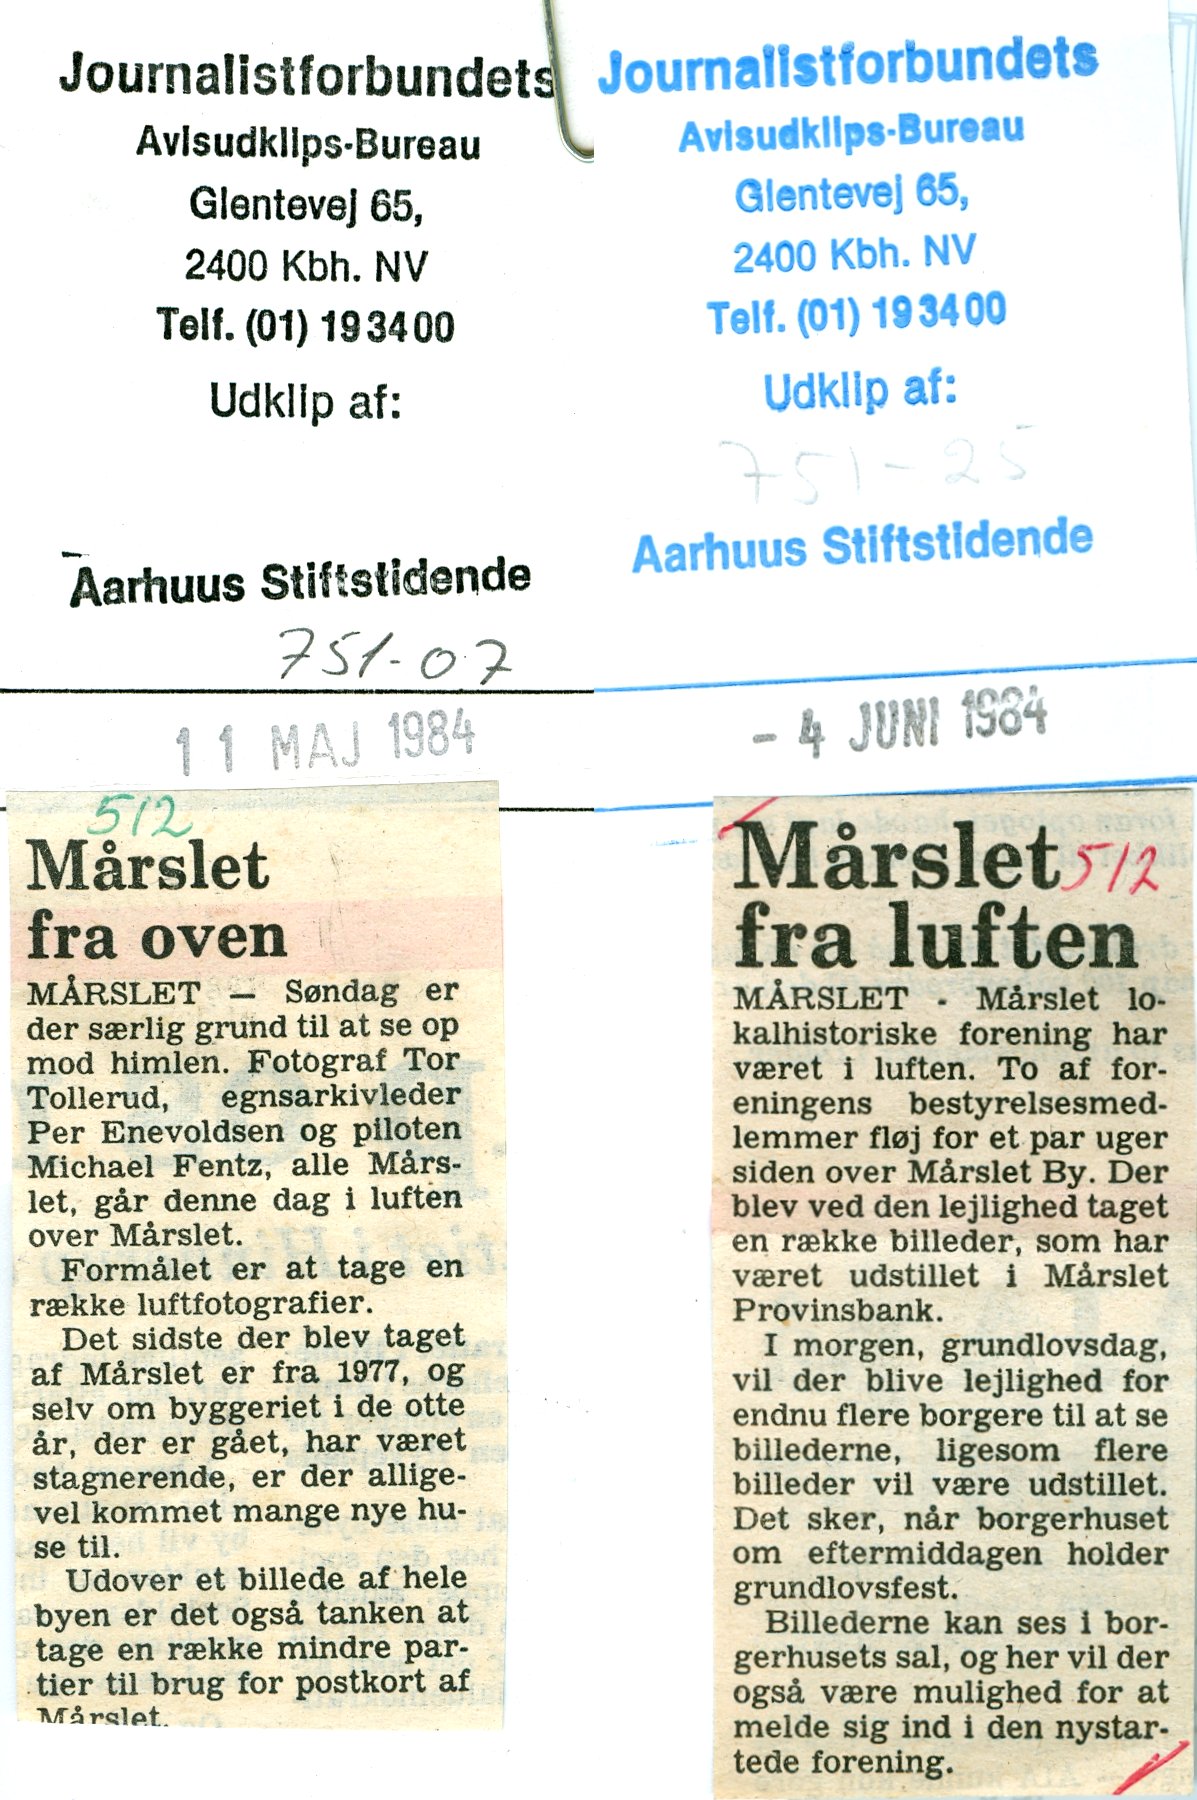 Journalistforbundets
Avisudklips-Bureau
Glentevej 65,
2400 Kbh. NV
Telf. (01) 19 34 00
Udklip af:
Aarhuus Stiftstidende
751-07
11 MAJ 1984
512
Mårslet
fra oven
MÅRSLET — Søndag er
der særlig grund til at se op
mod himlen. Fotograf Tor
Tollerud, egnsarkivleder
Per Enevoldsen og piloten
Michael Fentz, alle Mårs-
let, går denne dag i luften
over Mårslet.
Formålet er at tage en
række luftfotografier.
Det sidste der blev taget
af Mårslet er fra 1977, og
selv om byggeriet i de otte
år, der er gået, har været
stagnerende, er der allige-
vel kommet mange nye hu-
se til.
Udover et billede af hele
byen er det også tanken at
tage en række mindre par-
tier til brug for postkort af
Mårslet.
Journalistforbundets
Avisudklips-Bureau
Glentevej 65,
2400 Kbh. NV
Telf. (01) 19 34 00
Udklip af:
751-25
Aarhuus Stiftstidende
- 4 JUNI 1984
Mårslet 512
fra luften
MÅRSLET - Mårslet lo-
kalhistoriske forening har
været i luften. To af for-
eningens bestyrelsesmed-
lemmer fløj for et par uger
siden over Mårslet By. Der
blev ved den lejlighed taget
en række billeder, som har
været udstillet i Mårslet
Provinsbank.
I morgen, grundlovsdag,
vil der blive lejlighed for
endnu flere borgere til at se
billederne, ligesom flere
billeder vil være udstillet.
Det sker, når borgerhuset
om eftermiddagen holder
grundlovsfest.
Billederne kan ses i bor-
gerhusets sal, og her vil der
også være mulighed for at
melde sig ind i den nystar-
tede forening.